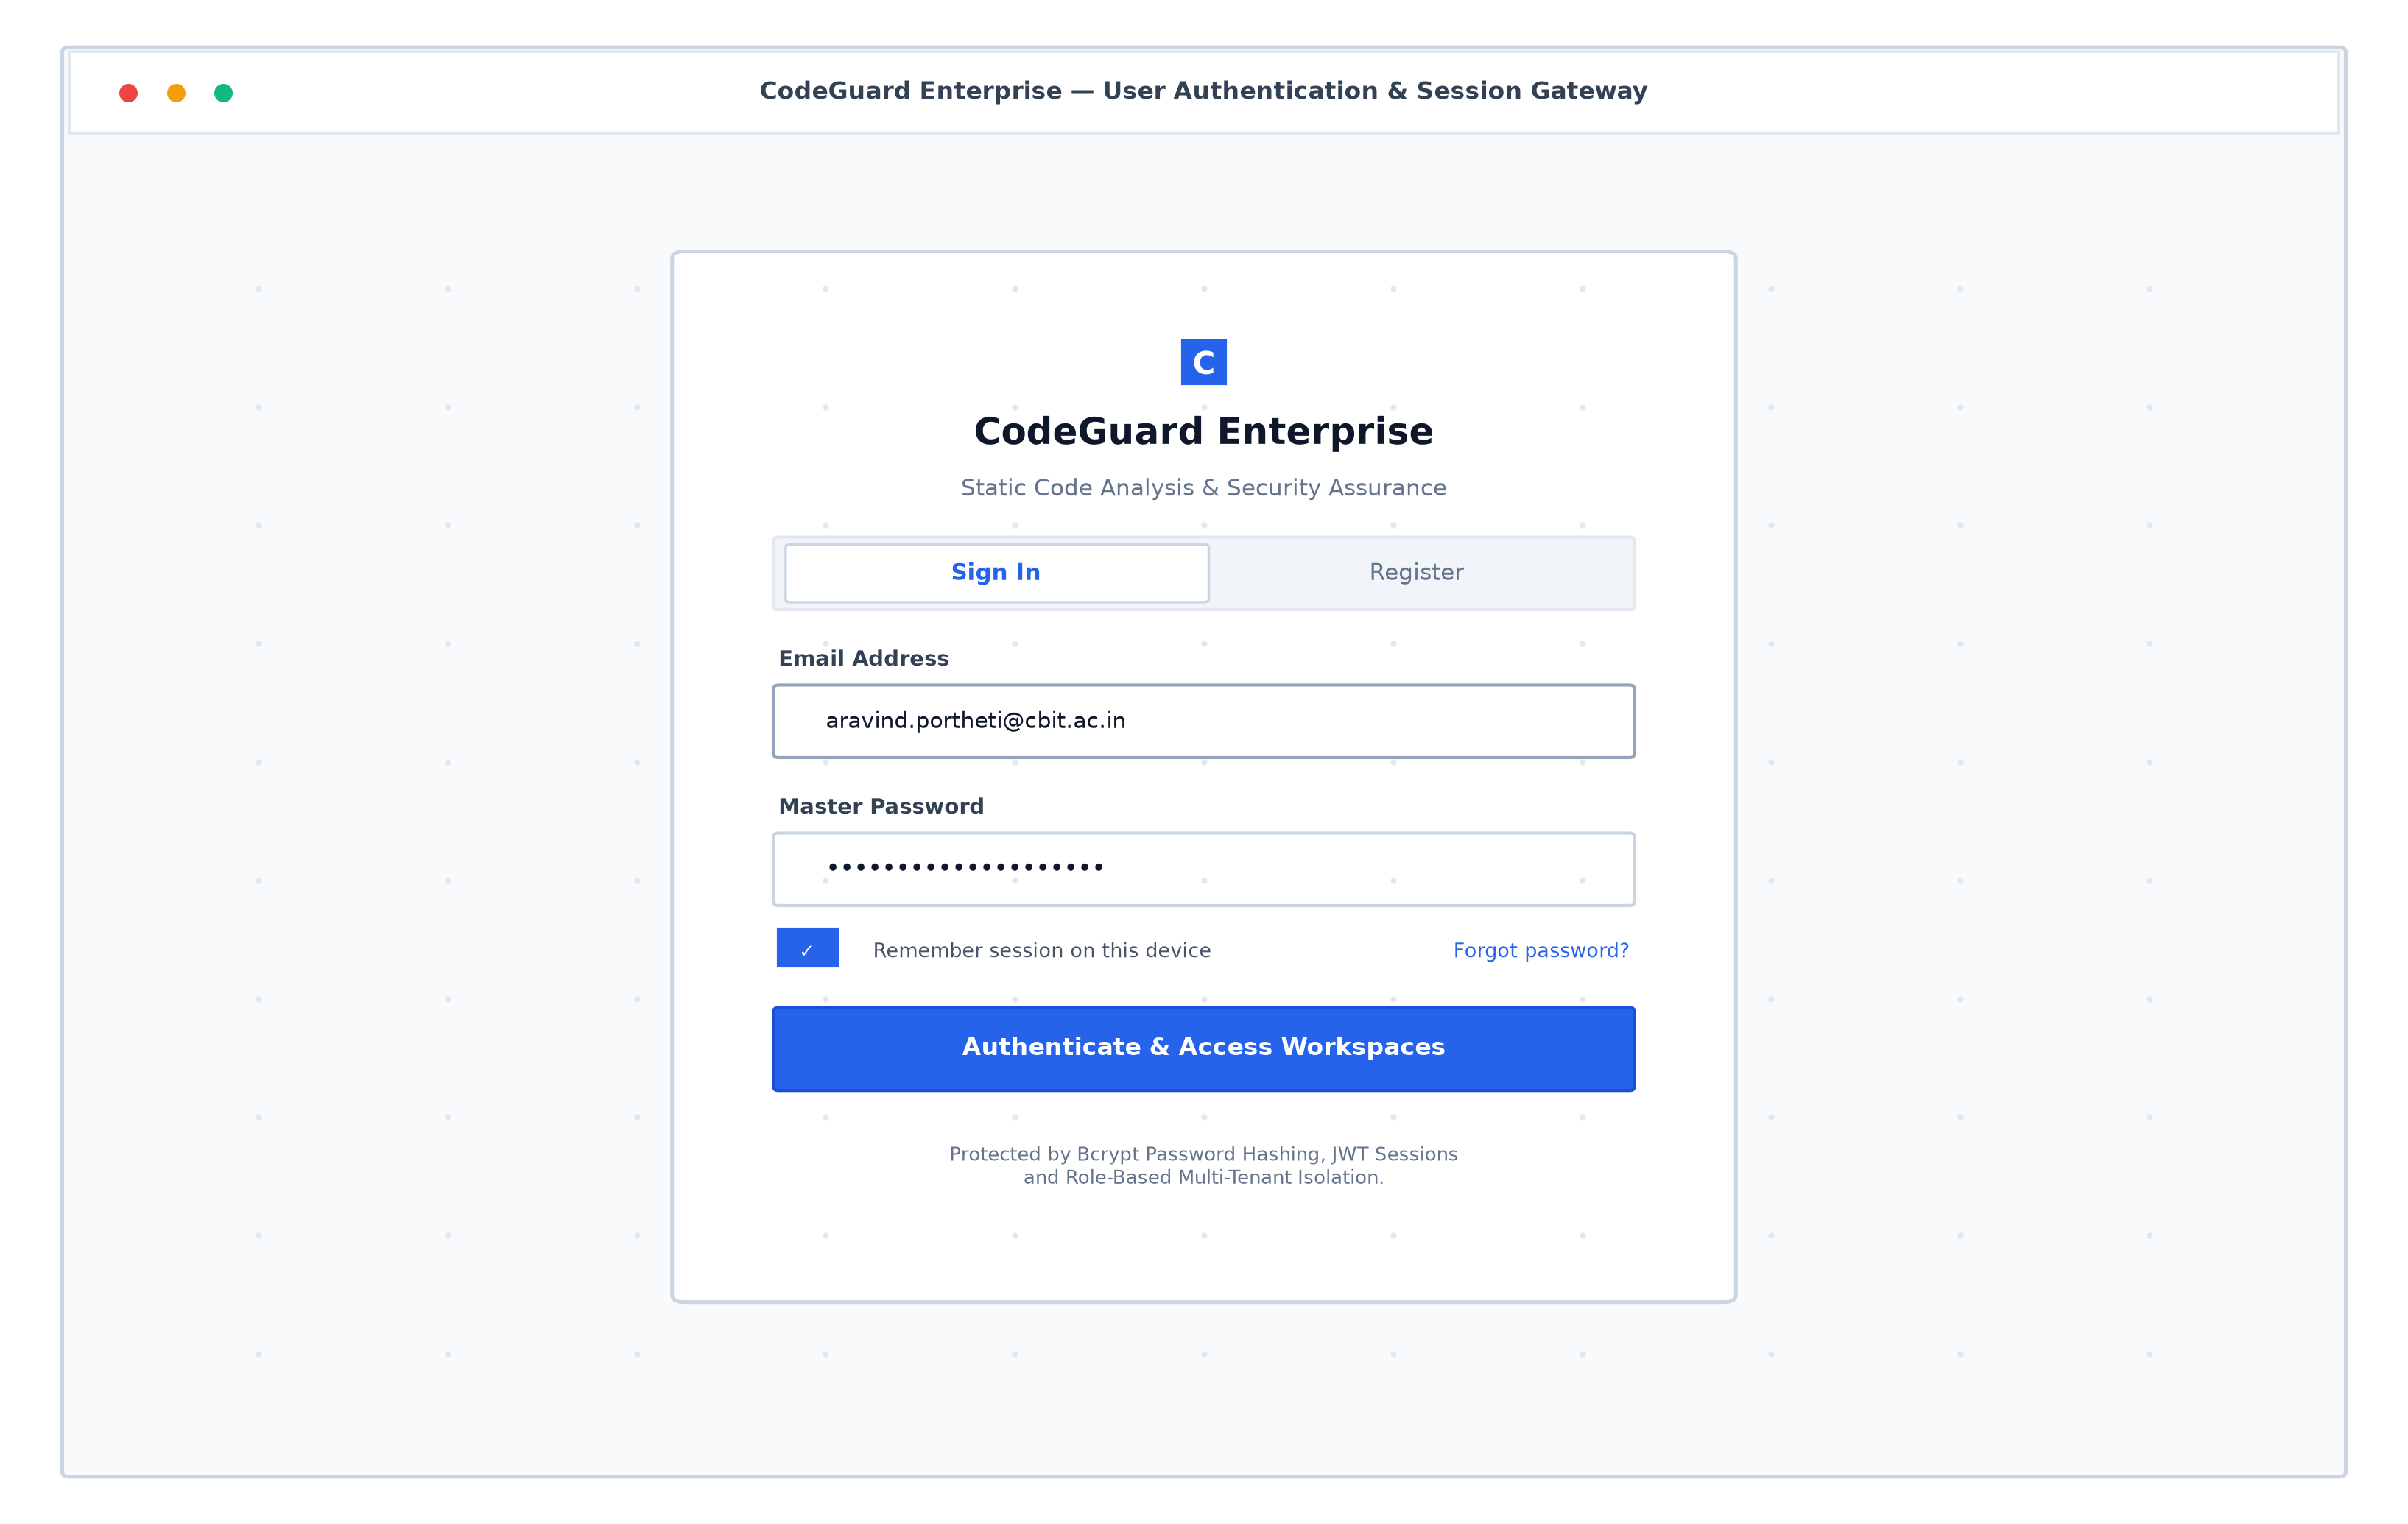 CodeGuard Enterprise — User Authentication & Session Gateway
C
CodeGuard Enterprise
Static Code Analysis & Security Assurance
Sign In
Register
Email Address
aravind.portheti@cbit.ac.in
Master Password
••••••••••••••••••••
✓ Remember session on this device
Forgot password?
Authenticate & Access Workspaces
Protected by Bcrypt Password Hashing, JWT Sessions
and Role-Based Multi-Tenant Isolation.